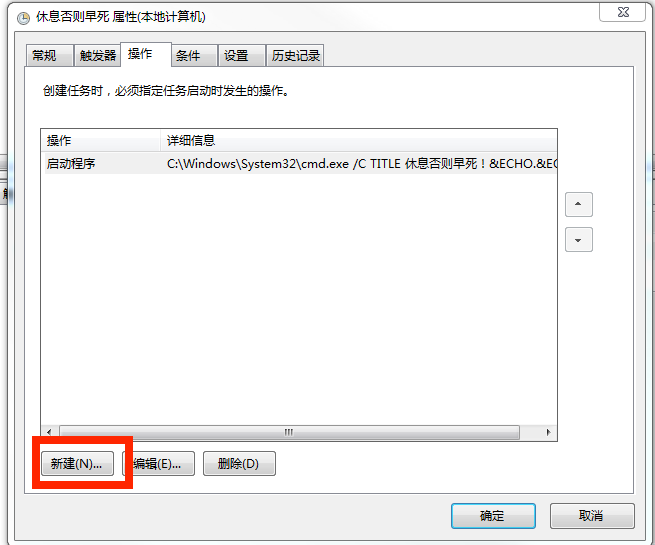 休息否则早死 属性(本地计算机)
常规 触发器 操作 条件 设置 历史记录
创建任务时，必须指定任务启动时发生的操作。
操作 详细信息
启动程序 C:\Windows\System32\cmd.exe /C TITLE 休息否则早死！&ECHO.&EC
新建(N)... 编辑(E)... 删除(D)
确定 取消